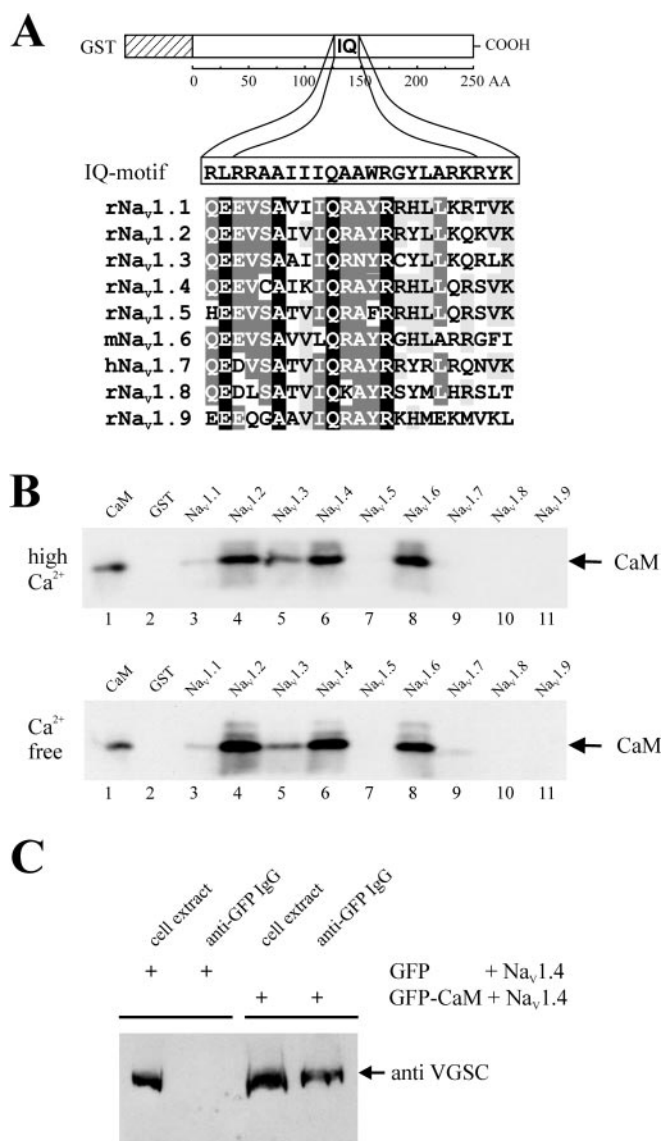 A
GST IQ COOH
0 50 100 150 200 250 AA
IQ-motif RLRRAAIIIQAAWRGYLARKRYK
rNav1.1 QEEVSAVIIQRAYRRHLLKRTVK
rNav1.2 QEEVSAIVIQRAYRRYLLKQKVK
rNav1.3 QEEVSAAIIQRNYRCYLLKQRLK
rNav1.4 QEEVCAIKIQRAYRRHLLQRSVK
rNav1.5 HEEVSATVIQRAFRRHLLQRSVK
mNav1.6 QEEVSAVVLQRAYRGHLARRGFI
hNav1.7 QEDVSATVIQRAYRRYRLRQNVK
rNav1.8 QEDLSATVIQKAYRSYMLHRSLT
rNav1.9 EEEQGAAVIQRAYRKHMEKMVKL
B
CaM GST Nav1.1 Nav1.2 Nav1.3 Nav1.4 Nav1.5 Nav1.6 Nav1.7 Nav1.8 Nav1.9
high
Ca2+
CaM
1 2 3 4 5 6 7 8 9 10 11
CaM GST Nav1.1 Nav1.2 Nav1.3 Nav1.4 Nav1.5 Nav1.6 Nav1.7 Nav1.8 Nav1.9
Ca2+
free
CaM
1 2 3 4 5 6 7 8 9 10 11
C
cell extract anti-GFP IgG cell extract anti-GFP IgG
+ + GFP + Nav1.4
+ + GFP-CaM + Nav1.4
anti VGSC